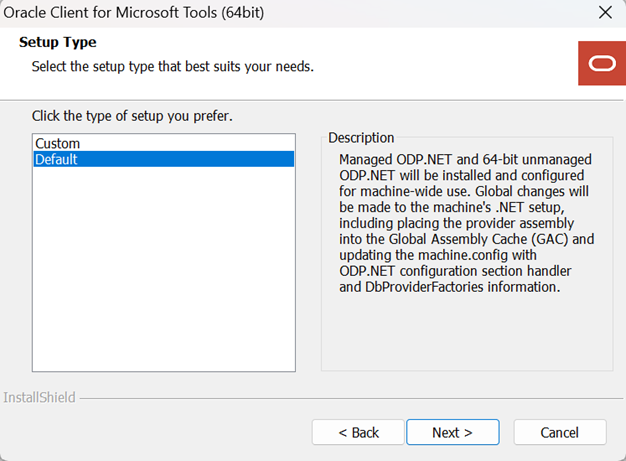 Oracle Client for Microsoft Tools (64bit)
Setup Type
Select the setup type that best suits your needs.
Click the type of setup you prefer.
Custom
Default
Description
Managed ODP.NET and 64-bit unmanaged
ODP.NET will be installed and configured
for machine-wide use. Global changes will
be made to the machine's .NET setup,
including placing the provider assembly
into the Global Assembly Cache (GAC) and
updating the machine.config with
ODP.NET configuration section handler
and DbProviderFactories information.
InstallShield
< Back
Next >
Cancel